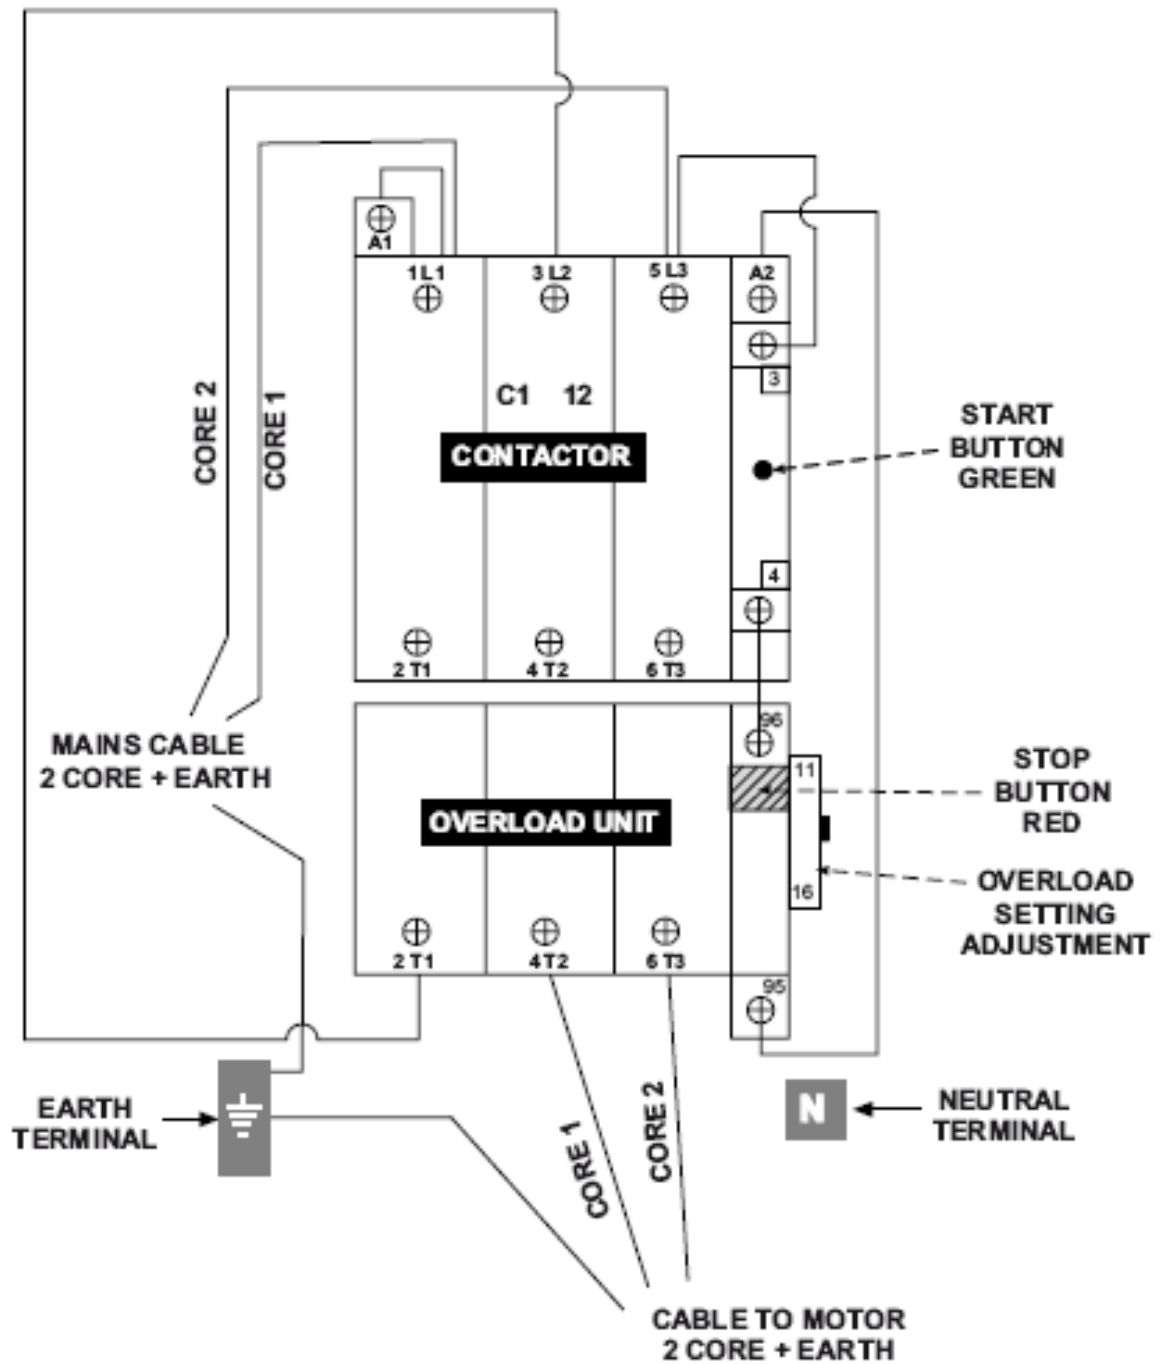 A1
1 L1
3 L2
5 L3
A2
3
C1 12
CONTACTOR
START
BUTTON
GREEN
CORE 2
CORE 1
4
2 T1
4 T2
6 T3
96
MAINS CABLE
2 CORE + EARTH
11
STOP
BUTTON
RED
OVERLOAD UNIT
16
OVERLOAD
SETTING
ADJUSTMENT
2 T1
4 T2
6 T3
95
EARTH
TERMINAL
CORE 1
CORE 2
N
NEUTRAL
TERMINAL
CABLE TO MOTOR
2 CORE + EARTH